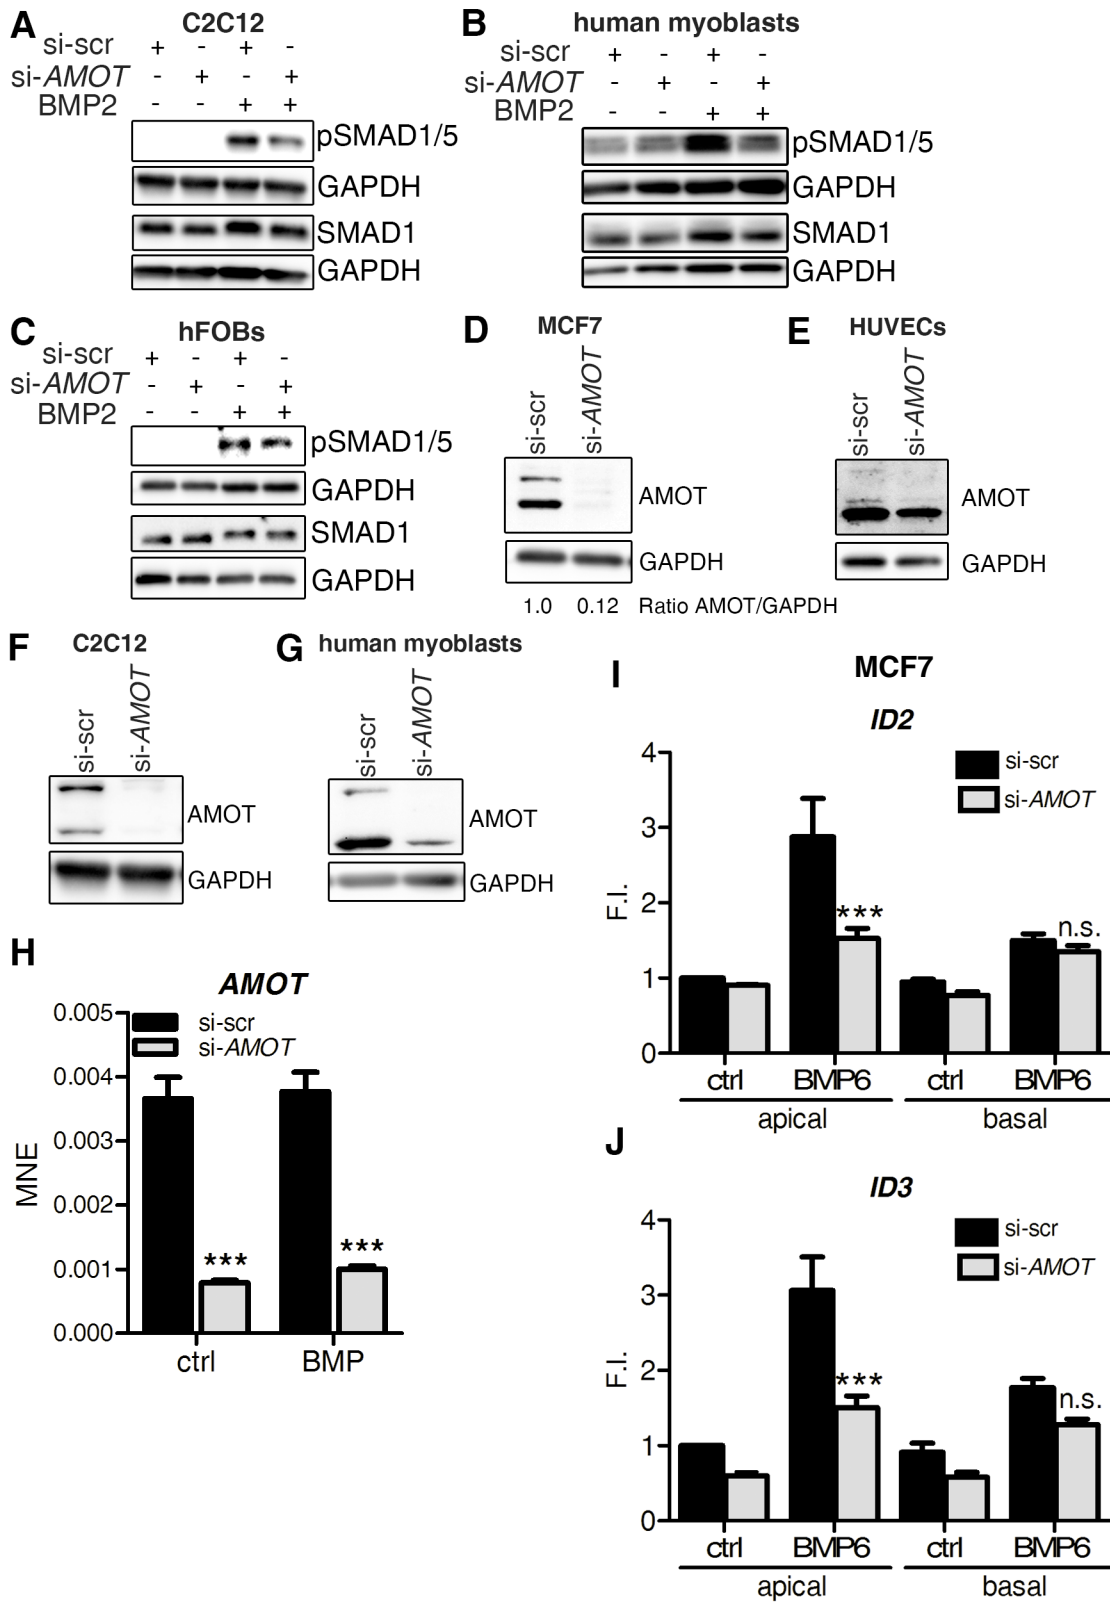 A
C2C12
si-scr + - + -
si-AMOT - + - +
BMP2 - - + +
pSMAD1/5
GAPDH
SMAD1
GAPDH
B
human myoblasts
si-scr + - + -
si-AMOT - + - +
BMP2 - - + +
pSMAD1/5
GAPDH
SMAD1
GAPDH
C
hFOBs
si-scr + - + -
si-AMOT - + - +
BMP2 - - + +
pSMAD1/5
GAPDH
SMAD1
GAPDH
D
MCF7
si-scr
si-AMOT
AMOT
GAPDH
1.0 0.12 Ratio AMOT/GAPDH
E
HUVECs
si-scr
si-AMOT
AMOT
GAPDH
F
C2C12
si-scr
si-AMOT
AMOT
GAPDH
G
human myoblasts
si-scr
si-AMOT
AMOT
GAPDH
H
AMOT
MNE
0.005
0.004
0.003
0.002
0.001
0.000
si-scr
si-AMOT
***
***
ctrl BMP
I
MCF7
ID2
F.I.
4
3
2
1
0
si-scr
si-AMOT
***
n.s.
ctrl BMP6 ctrl BMP6
apical basal
J
ID3
F.I.
4
3
2
1
0
si-scr
si-AMOT
***
n.s.
ctrl BMP6 ctrl BMP6
apical basal